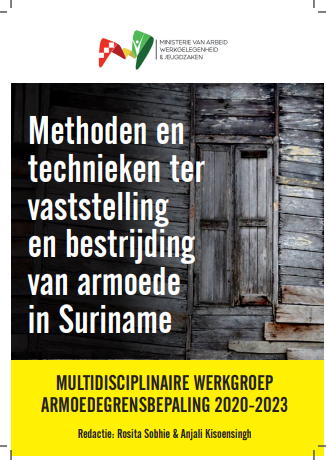 MINISTERIE VAN ARBEID
WERKGELEGENHEID
& JEUGDZAKEN
Methoden en
technieken ter
vaststelling
en bestrijding
van armoede
in Suriname
MULTIDISCIPLINAIRE WERKGROEP
ARMOEDEGRENSBEPALING 2020-2023
Redactie: Rosita Sobhie & Anjali Kisoensingh